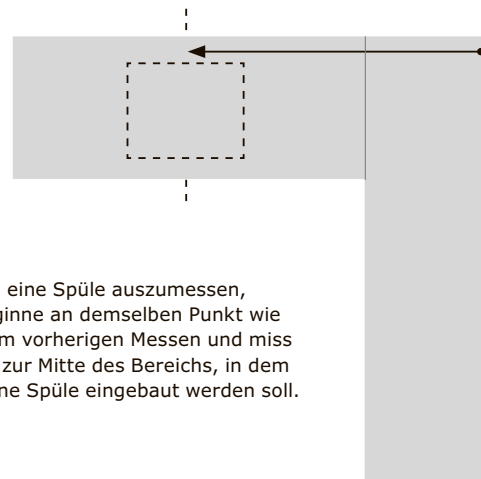 eine Spüle auszumessen,
ginne an demselben Punkt wie
m vorherigen Messen und miss
zur Mitte des Bereichs, in dem
ne Spüle eingebaut werden soll.